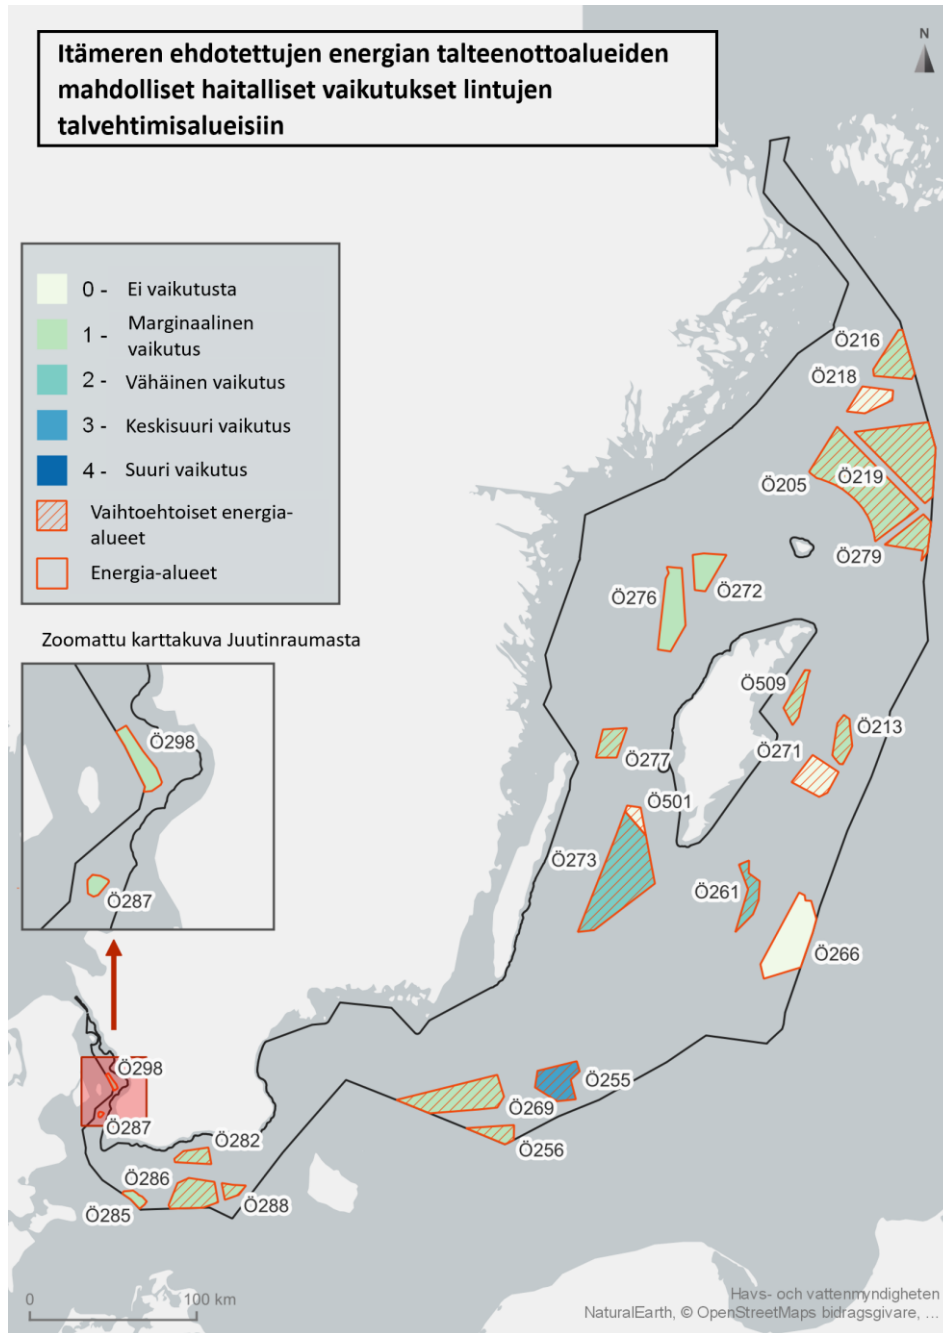 Itämeren ehdotettujen energian talteenottoalueiden
mahdolliset haitalliset vaikutukset lintujen
talvehtimisalueisiin
N
0 - Ei vaikutusta
1 - Marginaalinen
vaikutus
2 - Vähäinen vaikutus
3 - Keskisuuri vaikutus
4 - Suuri vaikutus
Vaihtoehtoiset energia-
alueet
Energia-alueet
Zoomattu karttakuva Juutinraumasta
Ö298
Ö287
Ö216
Ö218
Ö219
Ö205
Ö279
Ö272
Ö276
Ö509
Ö213
Ö271
Ö277
Ö501
Ö273
Ö261
Ö266
Ö298
Ö255
Ö269
Ö287
Ö282
Ö256
Ö286
Ö288
Ö285
0 100 km
Havs- och vattenmyndigheten
NaturalEarth, © OpenStreetMaps bidragsgivare, ...